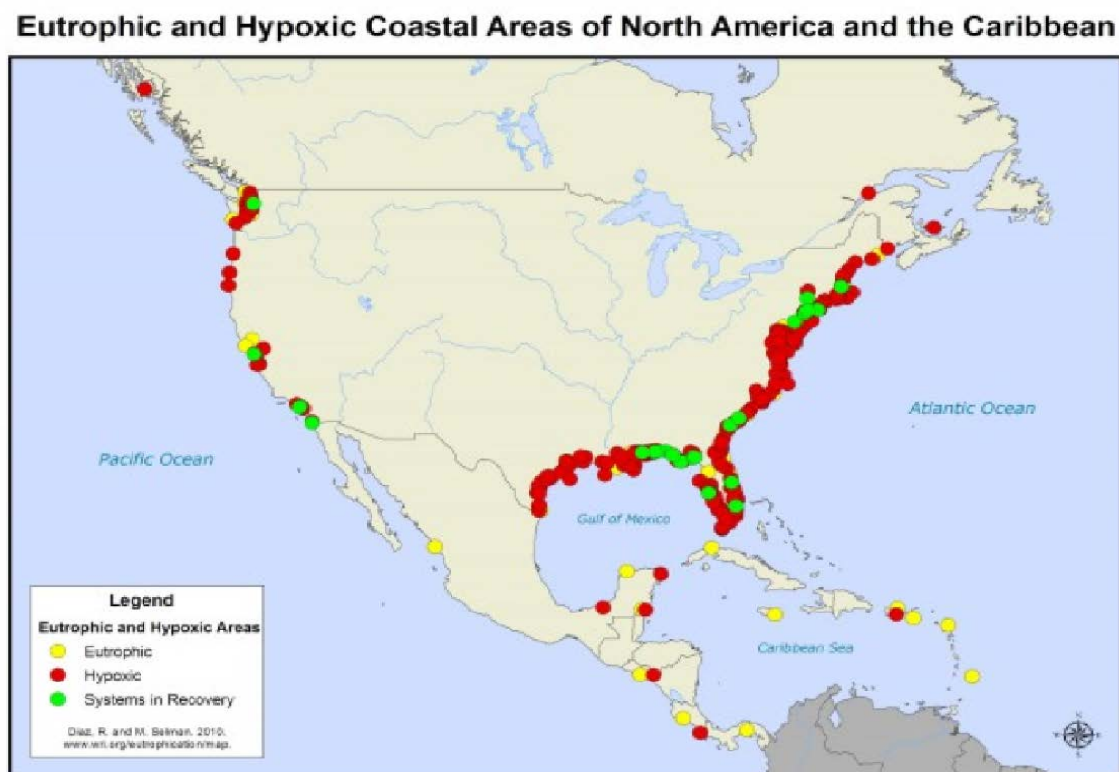 Eutrophic and Hypoxic Coastal Areas of North America and the Caribbean
Pacific Ocean
Atlantic Ocean
Gulf of Mexico
Caribbean Sea
Legend
Eutrophic and Hypoxic Areas
Eutrophic
Hypoxic
Systems in Recovery
Diaz, R. and M. Selman. 2010.
www.wri.org/eutrophication/map.